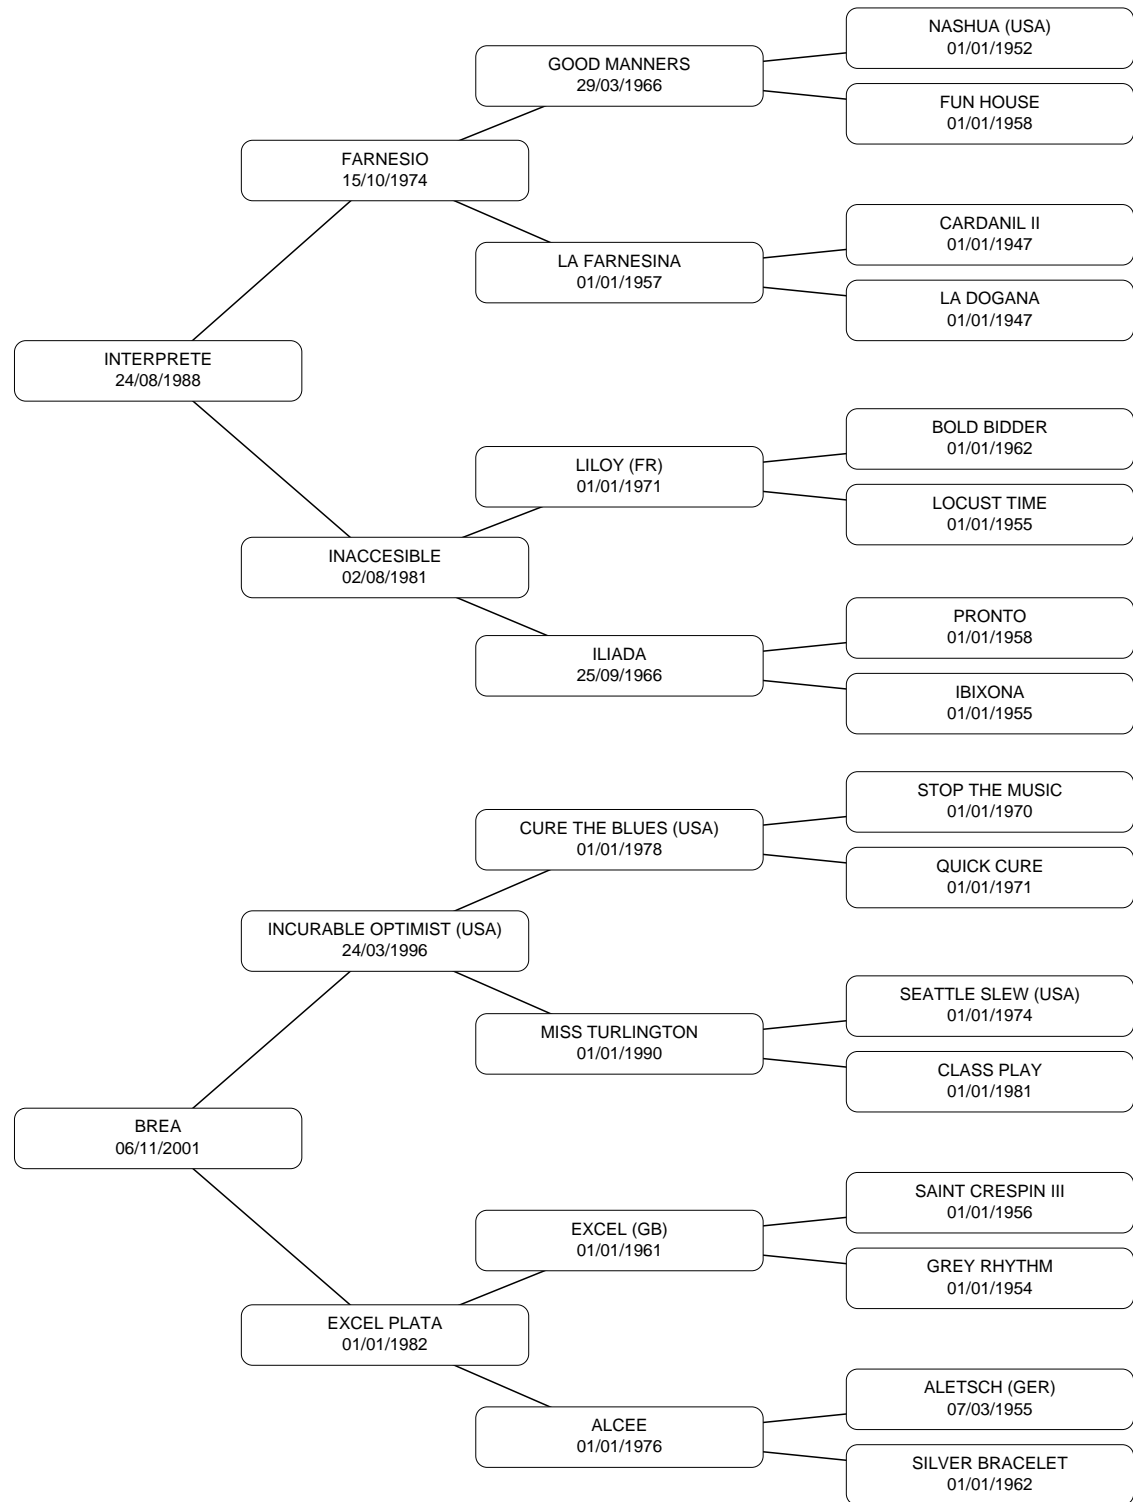 NASHUA (USA)
01/01/1952
GOOD MANNERS
29/03/1966
FUN HOUSE
01/01/1958
FARNESIO
15/10/1974
CARDANIL II
01/01/1947
LA FARNESINA
01/01/1957
LA DOGANA
01/01/1947
INTERPRETE
24/08/1988
BOLD BIDDER
01/01/1962
LILOY (FR)
01/01/1971
LOCUST TIME
01/01/1955
INACCESIBLE
02/08/1981
PRONTO
01/01/1958
ILIADA
25/09/1966
IBIXONA
01/01/1955
STOP THE MUSIC
01/01/1970
CURE THE BLUES (USA)
01/01/1978
QUICK CURE
01/01/1971
INCURABLE OPTIMIST (USA)
24/03/1996
SEATTLE SLEW (USA)
01/01/1974
MISS TURLINGTON
01/01/1990
CLASS PLAY
01/01/1981
BREA
06/11/2001
SAINT CRESPIN III
01/01/1956
EXCEL (GB)
01/01/1961
GREY RHYTHM
01/01/1954
EXCEL PLATA
01/01/1982
ALETSCH (GER)
07/03/1955
ALCEE
01/01/1976
SILVER BRACELET
01/01/1962